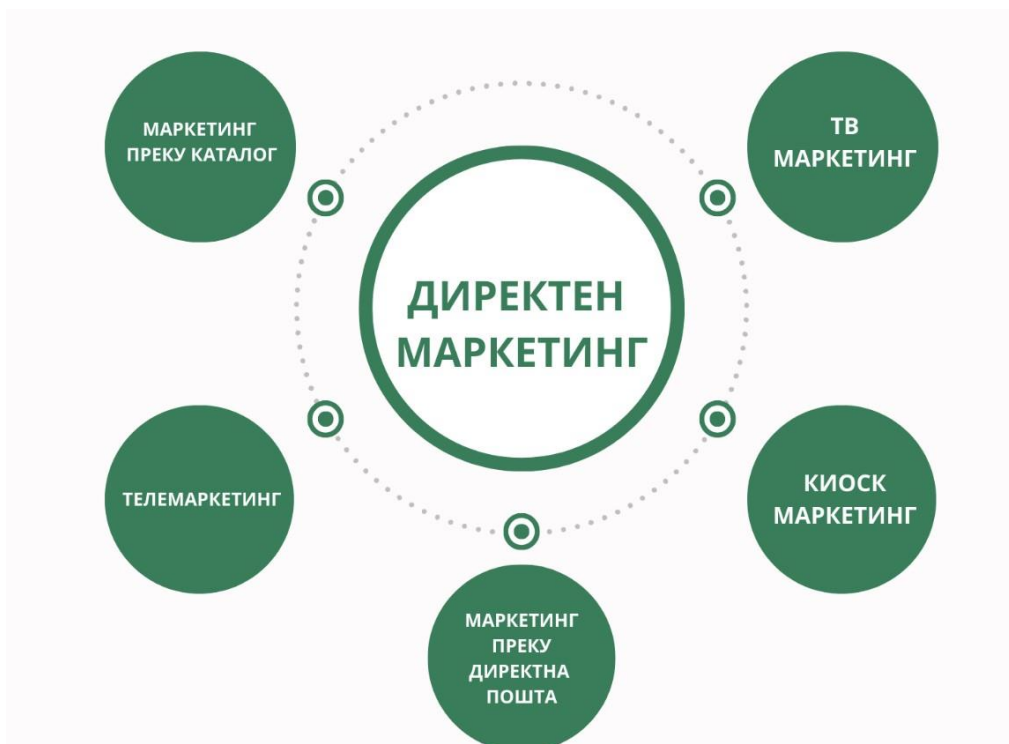 МАРКЕТИНГ
ПРЕКУ КАТАЛОГ
ТВ
МАРКЕТИНГ
ДИРЕКТЕН
МАРКЕТИНГ
ТЕЛЕМАРКЕТИНГ
КИОСК
МАРКЕТИНГ
МАРКЕТИНГ
ПРЕКУ
ДИРЕКТНА
ПОШТА